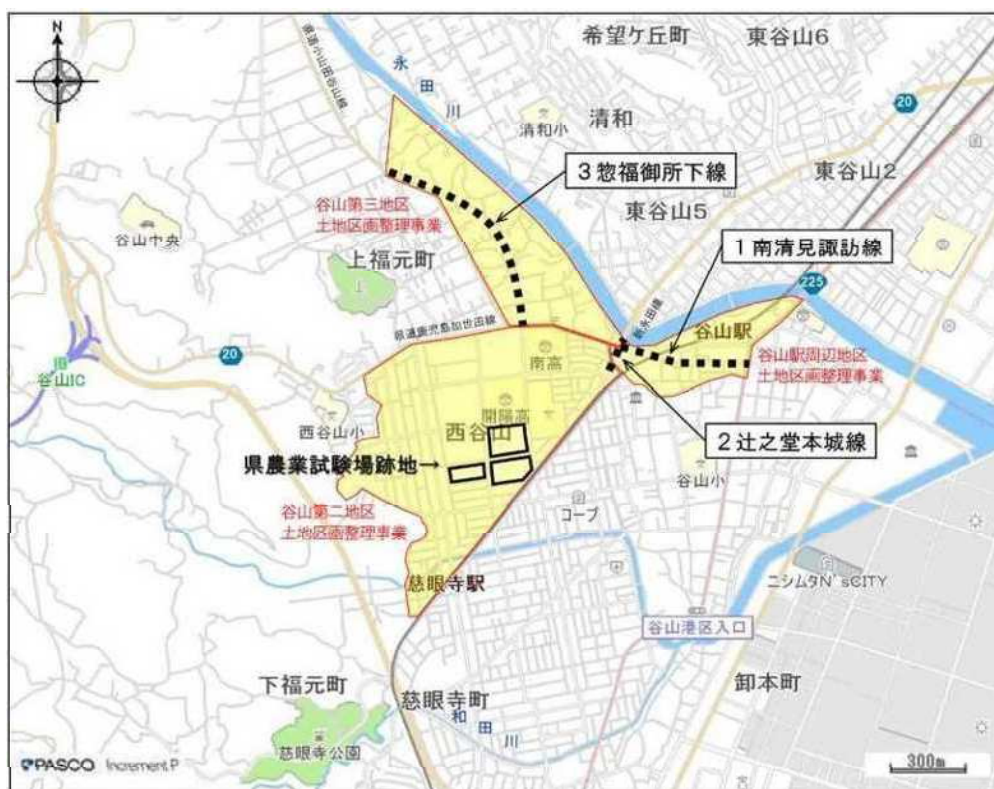 N
希望ケ丘町
東谷山6
永田川
県道小山田谷山線
清和小
清和
20
3惣福御所下線
東谷山5
東谷山2
谷山第三地区
土地区画整理事業
谷山中央
上福元町
1南清見諏訪線
225
県道鹿児島加世田線
谷山駅
谷山駅周辺地区
土地区画整理事業
谷山IC
20
南高
開陽高
西谷山小
西谷山
2辻之堂本城線
県農業試験場跡地→
谷山小
谷山第二地区
土地区画整理事業
コープ
慈眼寺駅
ニシムタN'sCITY
谷山港区入口
下福元町
慈眼寺町
卸本町
和田川
慈眼寺公園
PASCO Increment P
300m